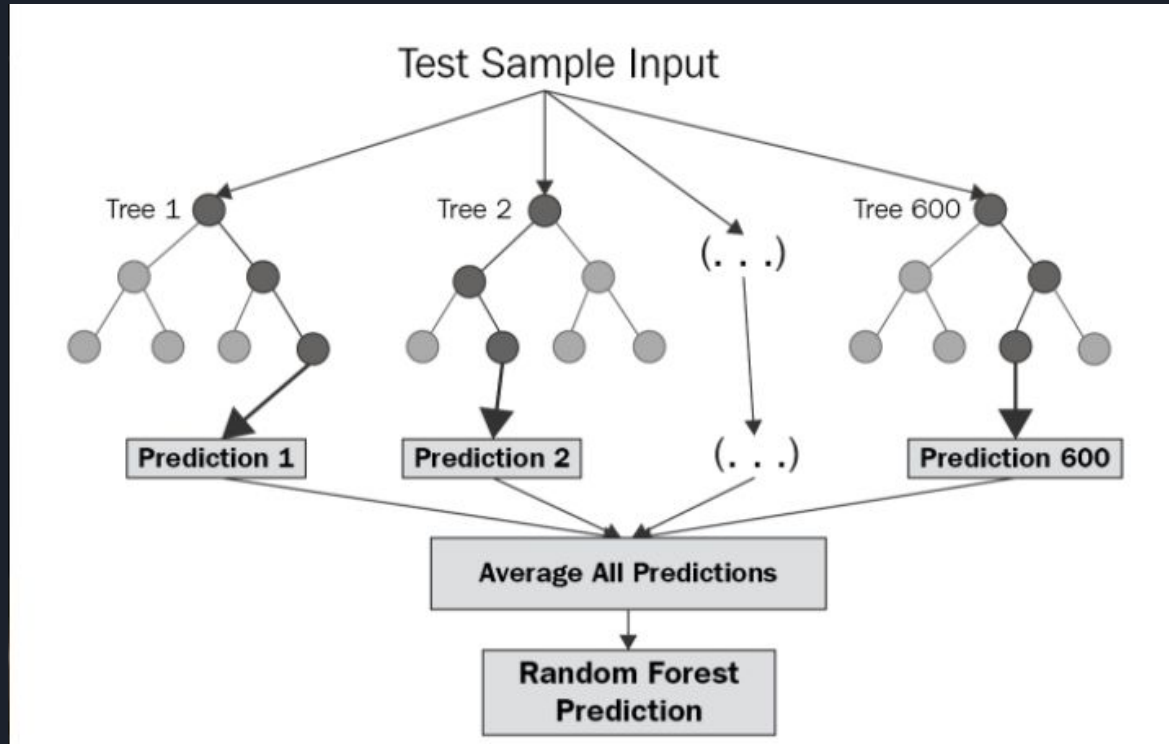 Test Sample Input
Tree 1
Tree 2
(. . .)
Tree 600
Prediction 1
Prediction 2
(. . .)
Prediction 600
Average All Predictions
Random Forest
Prediction